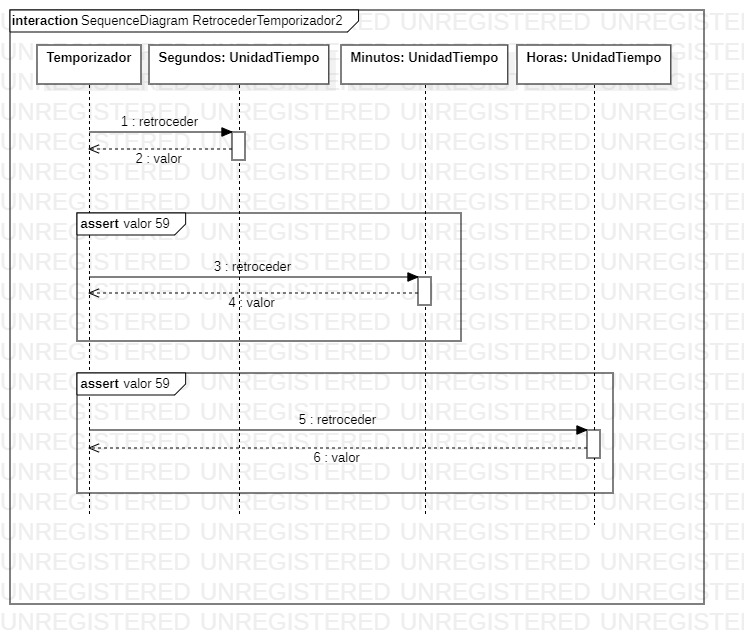 interaction SequenceDiagram RetrocederTemporizador2
Temporizador
Segundos: UnidadTiempo
Minutos: UnidadTiempo
Horas: UnidadTiempo
1 : retroceder
2 : valor
assert valor 59
3 : retroceder
4 : valor
assert valor 59
5 : retroceder
6 : valor
UNREGISTERED UNREGISTERED UNREGISTERED UNREGISTERED